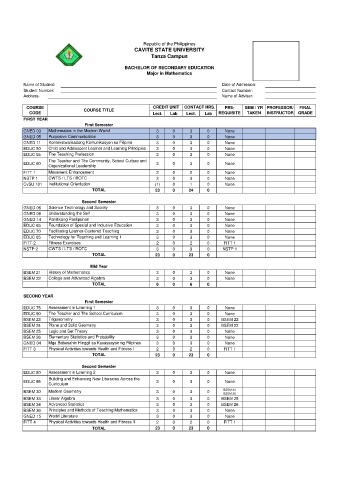 Republic of the Philippines
CAVITE STATE UNIVERSITY
Tanza Campus
BACHELOR OF SECONDARY EDUCATION
Major in Mathematics
Name of Student: Date of Admission:
Student Number: Contact Number:
Address: Name of Adviser:
COURSE CODE COURSE TITLE CREDIT UNIT CONTACT HRS. PRE-REQUISITE SEM / YR TAKEN PROFESSOR/ INSTRUCTOR FINAL GRADE
Lect. Lab Lect. Lab
FIRST YEAR
First Semester
GNED 03 Mathematics in the Modern World 3 0 3 0 None
GNED 05 Purposive Communication 3 0 3 0 None
GNED 11 Kontekstwalisadong Komunikasyon sa Filipino 3 0 3 0 None
EDUC 50 Child and Adolescent Learner and Learning Principles 3 0 3 0 None
EDUC 55 The Teaching Profession 3 0 3 0 None
EDUC 60 The Teacher and The Community, School Culture and Organizational Leadership 3 0 3 0 None
FITT 1 Movement Enhancement 2 0 2 0 None
NSTP 1 CWTS / LTS / ROTC 3 0 3 0 None
CVSU 101 Institutional Orientation (1) 0 1 0 None
TOTAL 23 0 24 0
Second Semester
Science Technology and Society 3 0 3 0 None
Understanding the Self 3 0 3 0 None
GNED 14 Panitikang Panlipunan 3 0 3 0 None
Foundation of Special and Inclusive Education 3 0 3 0 None
EDUC 70 Facilitating Learner-Centered Teaching 3 0 3 0 None
Technology for Teaching and Learning 1 3 0 3 0 None
FITT 2 Fitness Exercises 2 0 2 0 FITT 1
NSTP 2 CWTS / LTS / ROTC 3 0 3 0 NSTP 1
TOTAL 23 0 23 0
Mid Year
BSEM 21 History of Mathematics 3 0 3 0 None
BSEM 22 College and Advanced Algebra 3 0 3 0 None
TOTAL 6 0 6 0
SECOND YEAR
First Semester
EDUC 75 Assessment in Learning 1 3 0 3 0 None
EDUC 90 The Teacher and The School Curriculum 3 0 3 0 None
BSEM 23 Trigonometry 3 0 3 0 BSEM 22
BSEM 24 Plane and Solid Geometry 3 0 3 0 BSEM 22
BSEM 25 Logic and Set Theory 3 0 3 0 None
BSEM 26 Elementary Statistics and Probability 3 0 3 0 None
GNED 04 Mga Babasahin Hinggil sa Kasaysayan ng Pilipinas 3 0 3 0 None
FITT 3 Physical Activities towards Health and Fitness I 2 0 2 0 FITT 1
TOTAL 23 0 23 0
Second Semester
EDUC 80 Assessment in Learning 2 3 0 3 0 None
EDUC 85 Building and Enhancing New Literacies Across the Curriculum 3 0 3 0 None
BSEM 30 Modern Geometry 3 0 3 0
BSEM 33 Linear Algebra 3 0 3 0
BSEM 34 Advanced Statistics 3 0 3 0 BSEM 26
Principles and Methods of Teaching Mathematics 3 0 3 0 None
GNED 15 World Literature 3 0 3 0 None
FITT 4 Physical Activities towards Health and Fitness II 2 0 2 0 FITT 1
TOTAL 23 0 23 0